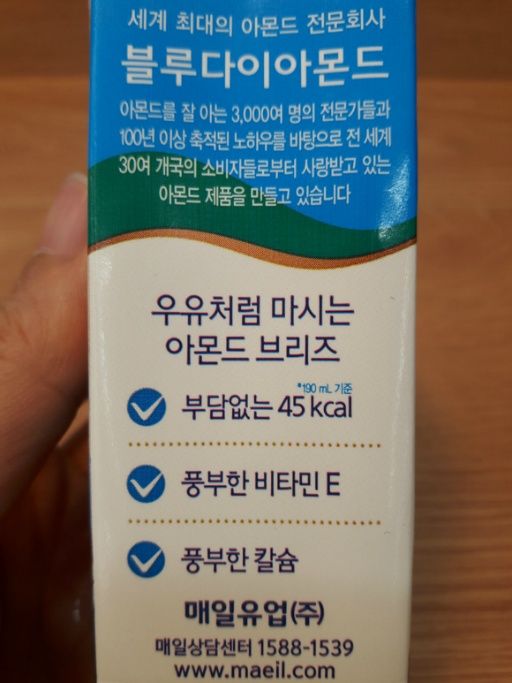 세계 최대의 아몬드 전문회사
블루다이아몬드
아몬드를 잘 아는 3,000여 명의 전문가들과
100년 이상 축적된 노하우를 바탕으로 전 세계
30여 개국의 소비자들로부터 사랑받고 있는
아몬드 제품을 만들고 있습니다
우유처럼 마시는
아몬드 브리즈
*190 mL 기준
부담없는 45 kcal
풍부한 비타민 E
풍부한 칼슘
매일유업(주)
매일상담센터 1588-1539
www.maeil.com